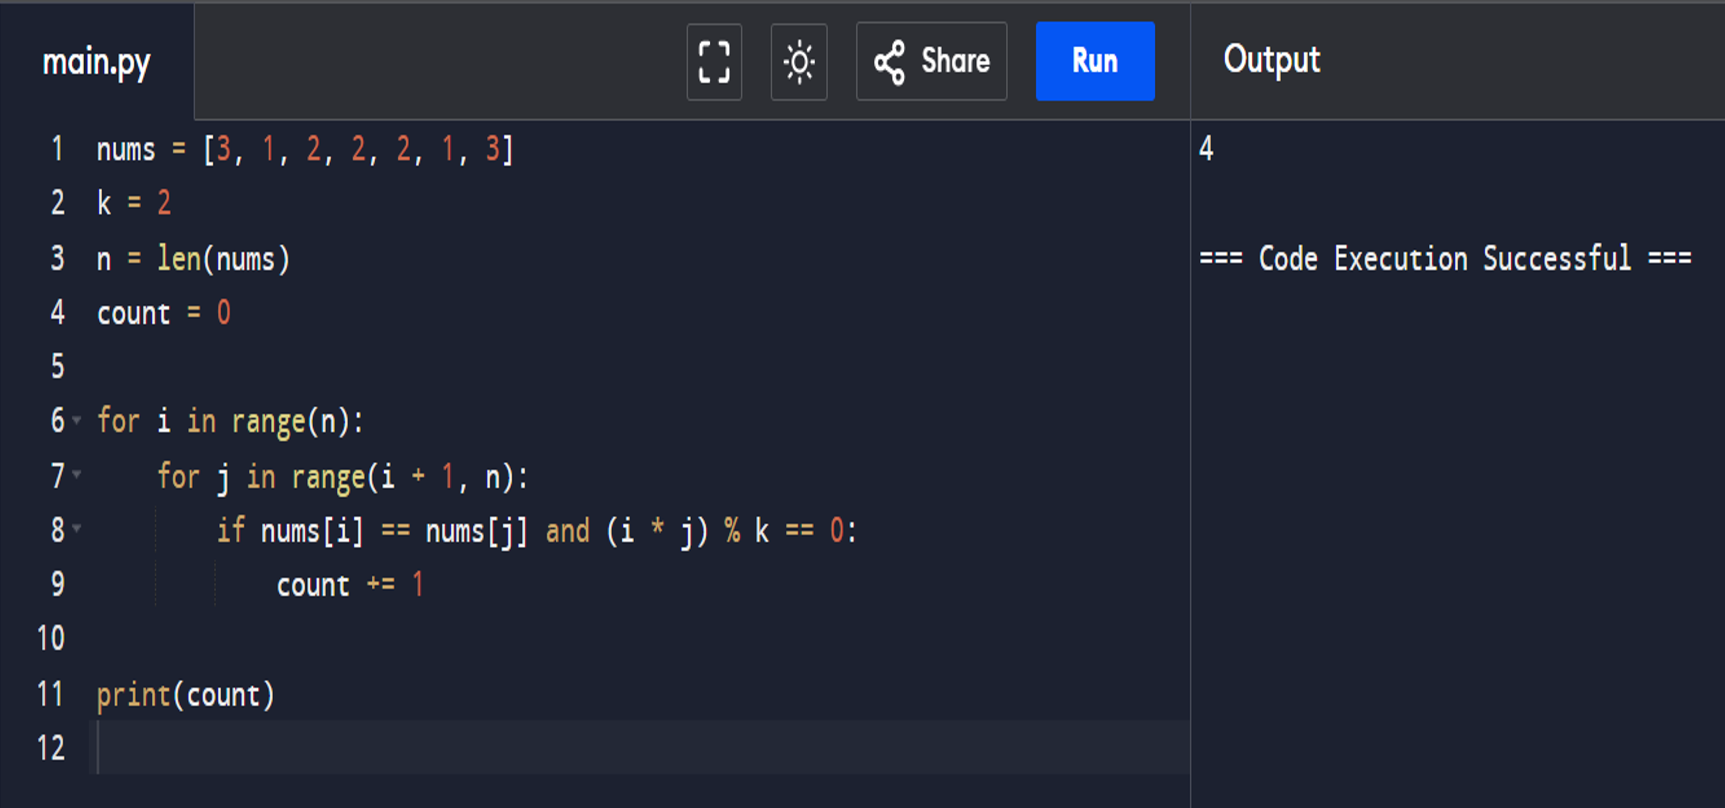 main.py
Share
Run
Output
1 nums = [3, 1, 2, 2, 2, 1, 3]
2 k = 2
3 n = len(nums)
4 count = 0
5
6 for i in range(n):
7     for j in range(i + 1, n):
8         if nums[i] == nums[j] and (i * j) % k == 0:
9             count += 1
10
11 print(count)
12
4
=== Code Execution Successful ===